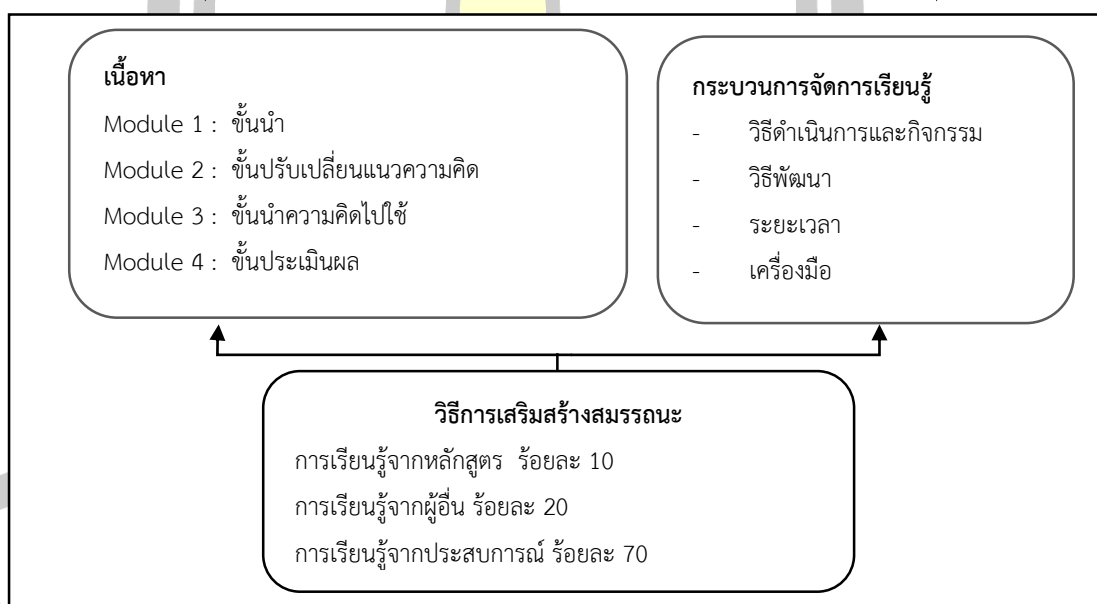 เนื้อหา
Module 1 : ขั้นนำ
Module 2 : ขั้นปรับเปลี่ยนแนวความคิด
Module 3 : ขั้นนำความคิดไปใช้
Module 4 : ขั้นประเมินผล
กระบวนการจัดการเรียนรู้
- วิธีดำเนินการและกิจกรรม
- วิธีพัฒนา
- ระยะเวลา
- เครื่องมือ
วิธีการเสริมสร้างสมรรถนะ
การเรียนรู้จากหลักสูตร ร้อยละ 10
การเรียนรู้จากผู้อื่น ร้อยละ 20
การเรียนรู้จากประสบการณ์ ร้อยละ 70